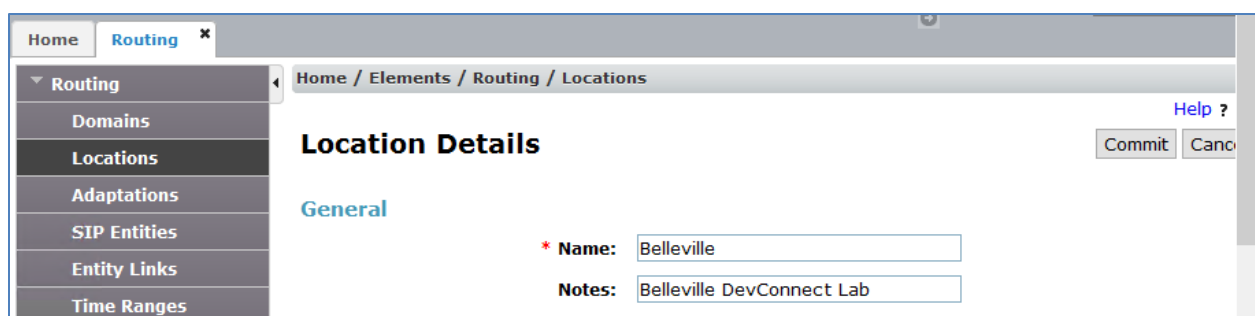 Home Routing ×
Routing
Home / Elements / Routing / Locations
Help ?
Domains
Location Details
Commit Canc
Locations
Adaptations
General
SIP Entities
* Name: Belleville
Entity Links
Notes: Belleville DevConnect Lab
Time Ranges